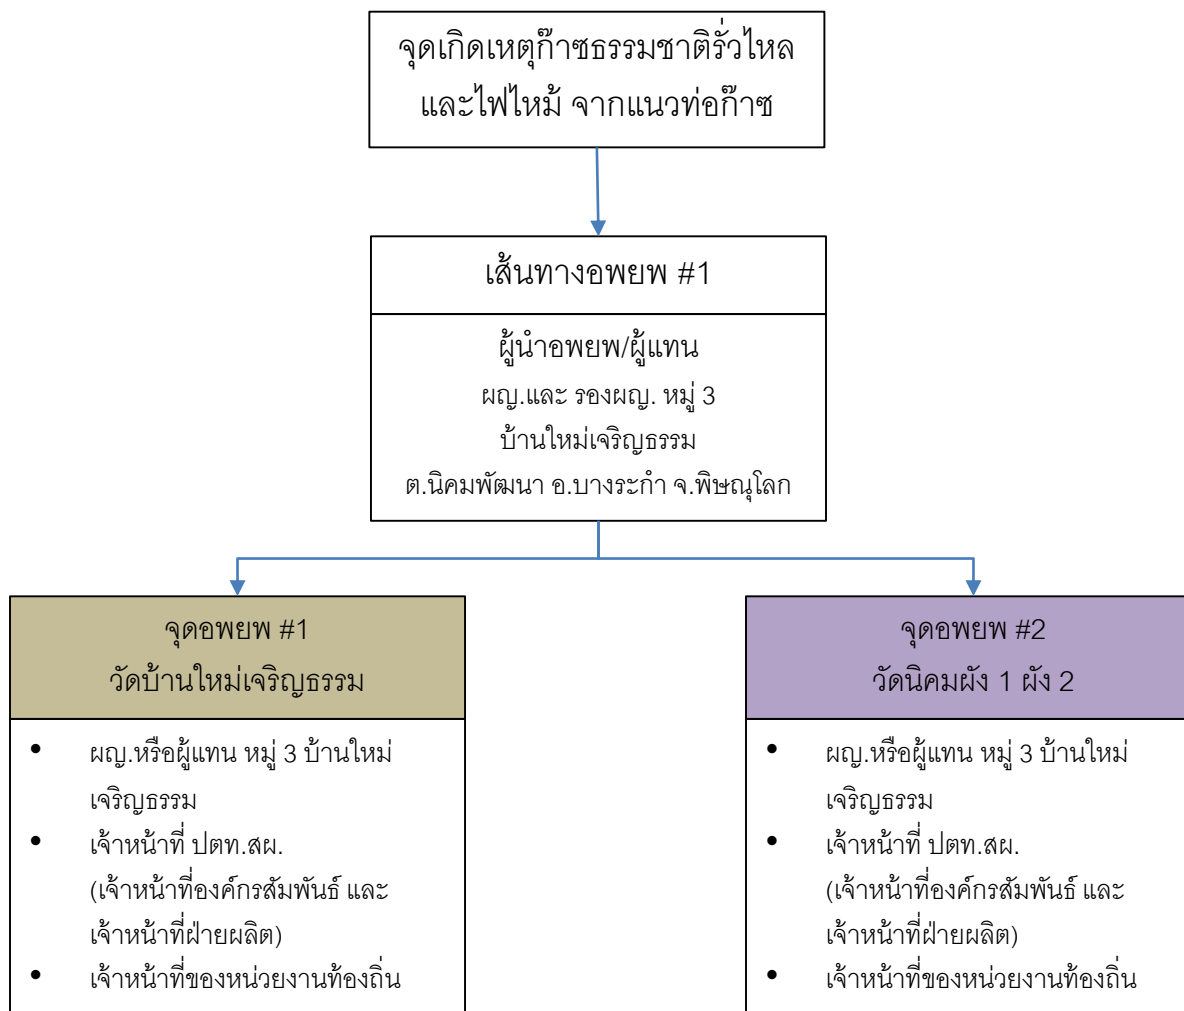 จุดเกิดเหตุก๊าซธรรมชาติรั่วไหล
และไฟไหม้ จากแนวท่อก๊าซ
เส้นทางอพยพ #1
ผู้นำอพยพ/ผู้แทน
ผญ.และ รองผญ. หมู่ 3
บ้านใหม่เจริญธรรม
ต.นิคมพัฒนา อ.บางระกำ จ.พิษณุโลก
จุดอพยพ #1
วัดบ้านใหม่เจริญธรรม
• ผญ.หรือผู้แทน หมู่ 3 บ้านใหม่
เจริญธรรม
• เจ้าหน้าที่ ปตท.สผ.
(เจ้าหน้าที่องค์กรสัมพันธ์ และ
เจ้าหน้าที่ฝ่ายผลิต)
• เจ้าหน้าที่ของหน่วยงานท้องถิ่น
จุดอพยพ #2
วัดนิคมผัง 1 ผัง 2
• ผญ.หรือผู้แทน หมู่ 3 บ้านใหม่
เจริญธรรม
• เจ้าหน้าที่ ปตท.สผ.
(เจ้าหน้าที่องค์กรสัมพันธ์ และ
เจ้าหน้าที่ฝ่ายผลิต)
• เจ้าหน้าที่ของหน่วยงานท้องถิ่น